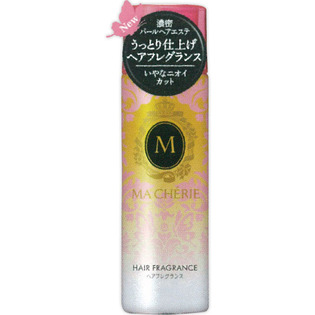 New
濃密
パールヘアエステ
うっとり仕上げ
ヘアフレグランス
いやなニオイ
カット
M
MA CHÉRIE
HAIR FRAGRANCE
ヘアフレグランス